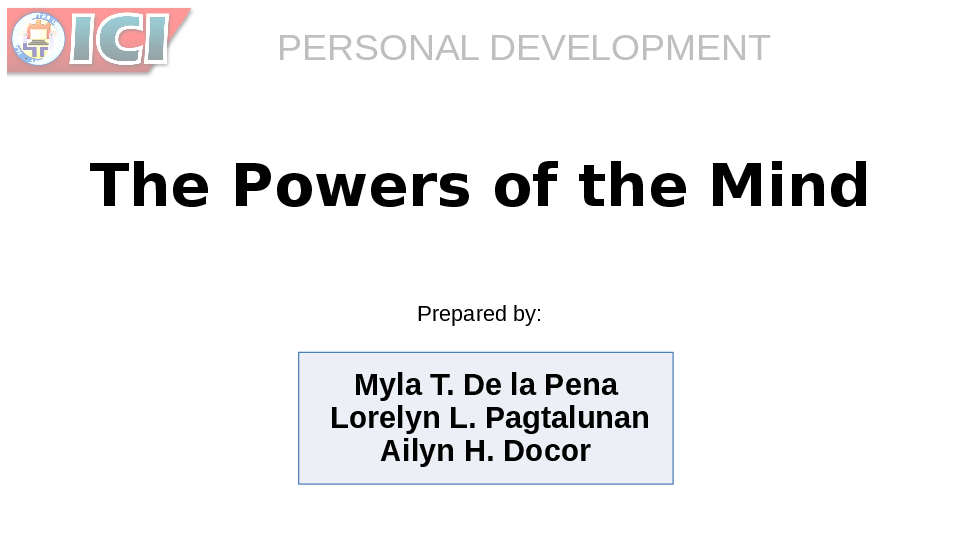 ICI
PERSONAL DEVELOPMENT
The Powers of the Mind
Prepared by:
Myla T. De la Pena
Lorelyn L. Pagtalunan
Ailyn H. Docor